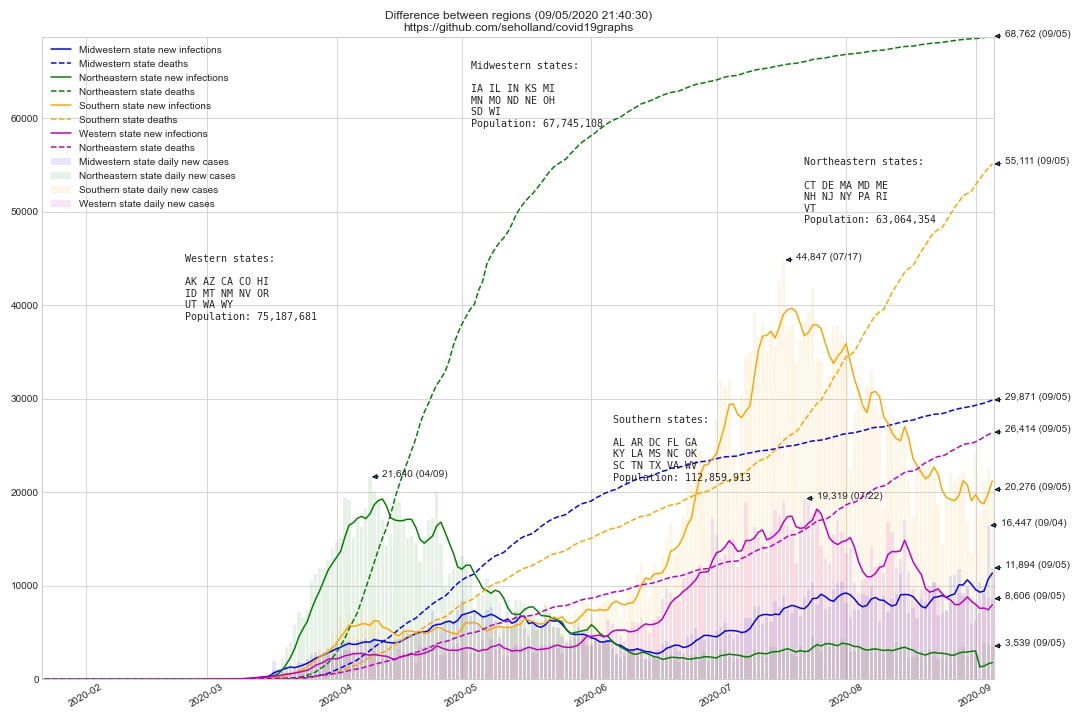 Difference between regions (09/05/2020 21:40:30)
https://github.com/seholland/covid19graphs
Midwestern state new infections
Midwestern state deaths
Northeastern state new infections
Northeastern state deaths
Southern state new infections
Southern state deaths
Western state new infections
Northeastern state deaths
Midwestern state daily new cases
Northeastern state daily new cases
Southern state daily new cases
Western state daily new cases
Midwestern states:
IA IL IN KS MI
MN MO ND NE OH
SD WI
Population: 67,745,108
Northeastern states:
CT DE MA MD ME
NH NJ NY PA RI
VT
Population: 63,064,354
Western states:
AK AZ CA CO HI
ID MT NM NV OR
UT WA WY
Population: 75,187,681
Southern states:
AL AR DC FL GA
KY LA MS NC OK
SC TN TX VA WV
Population: 112,859,913
68,762 (09/05)
55,111 (09/05)
44,847 (07/17)
29,871 (09/05)
26,414 (09/05)
21,640 (04/09)
20,276 (09/05)
19,319 (07/22)
16,447 (09/04)
11,894 (09/05)
8,606 (09/05)
3,539 (09/05)
60000
50000
40000
30000
20000
10000
0
2020-02
2020-03
2020-04
2020-05
2020-06
2020-07
2020-08
2020-09